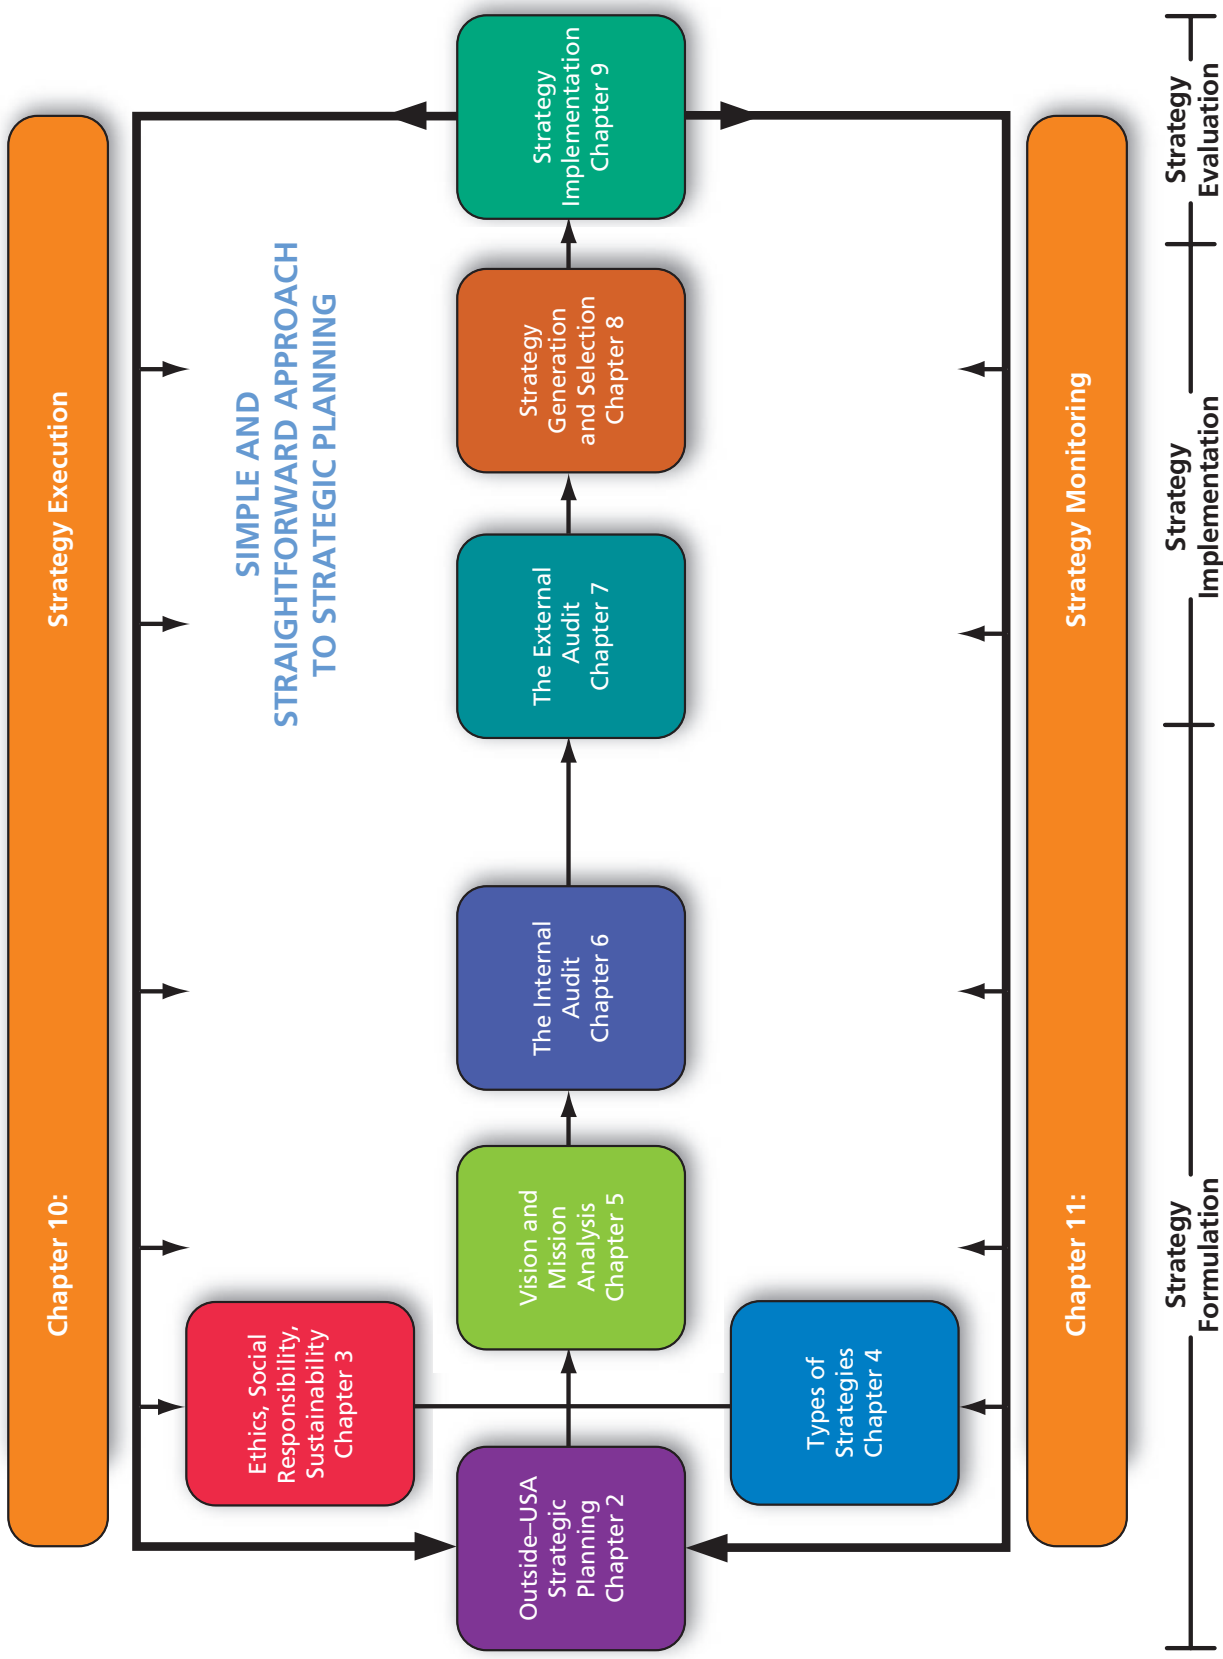 Chapter 10: Strategy Execution
SIMPLE AND
STRAIGHTFORWARD APPROACH
TO STRATEGIC PLANNING
Ethics, Social
Responsibility,
Sustainability
Chapter 3
Outside–USA
Strategic
Planning
Chapter 2
Vision and
Mission
Analysis
Chapter 5
The Internal
Audit
Chapter 6
The External
Audit
Chapter 7
Strategy
Generation
and Selection
Chapter 8
Strategy
Implementation
Chapter 9
Types of
Strategies
Chapter 4
Chapter 11: Strategy Monitoring
Strategy
Formulation
Strategy
Implementation
Strategy
Evaluation